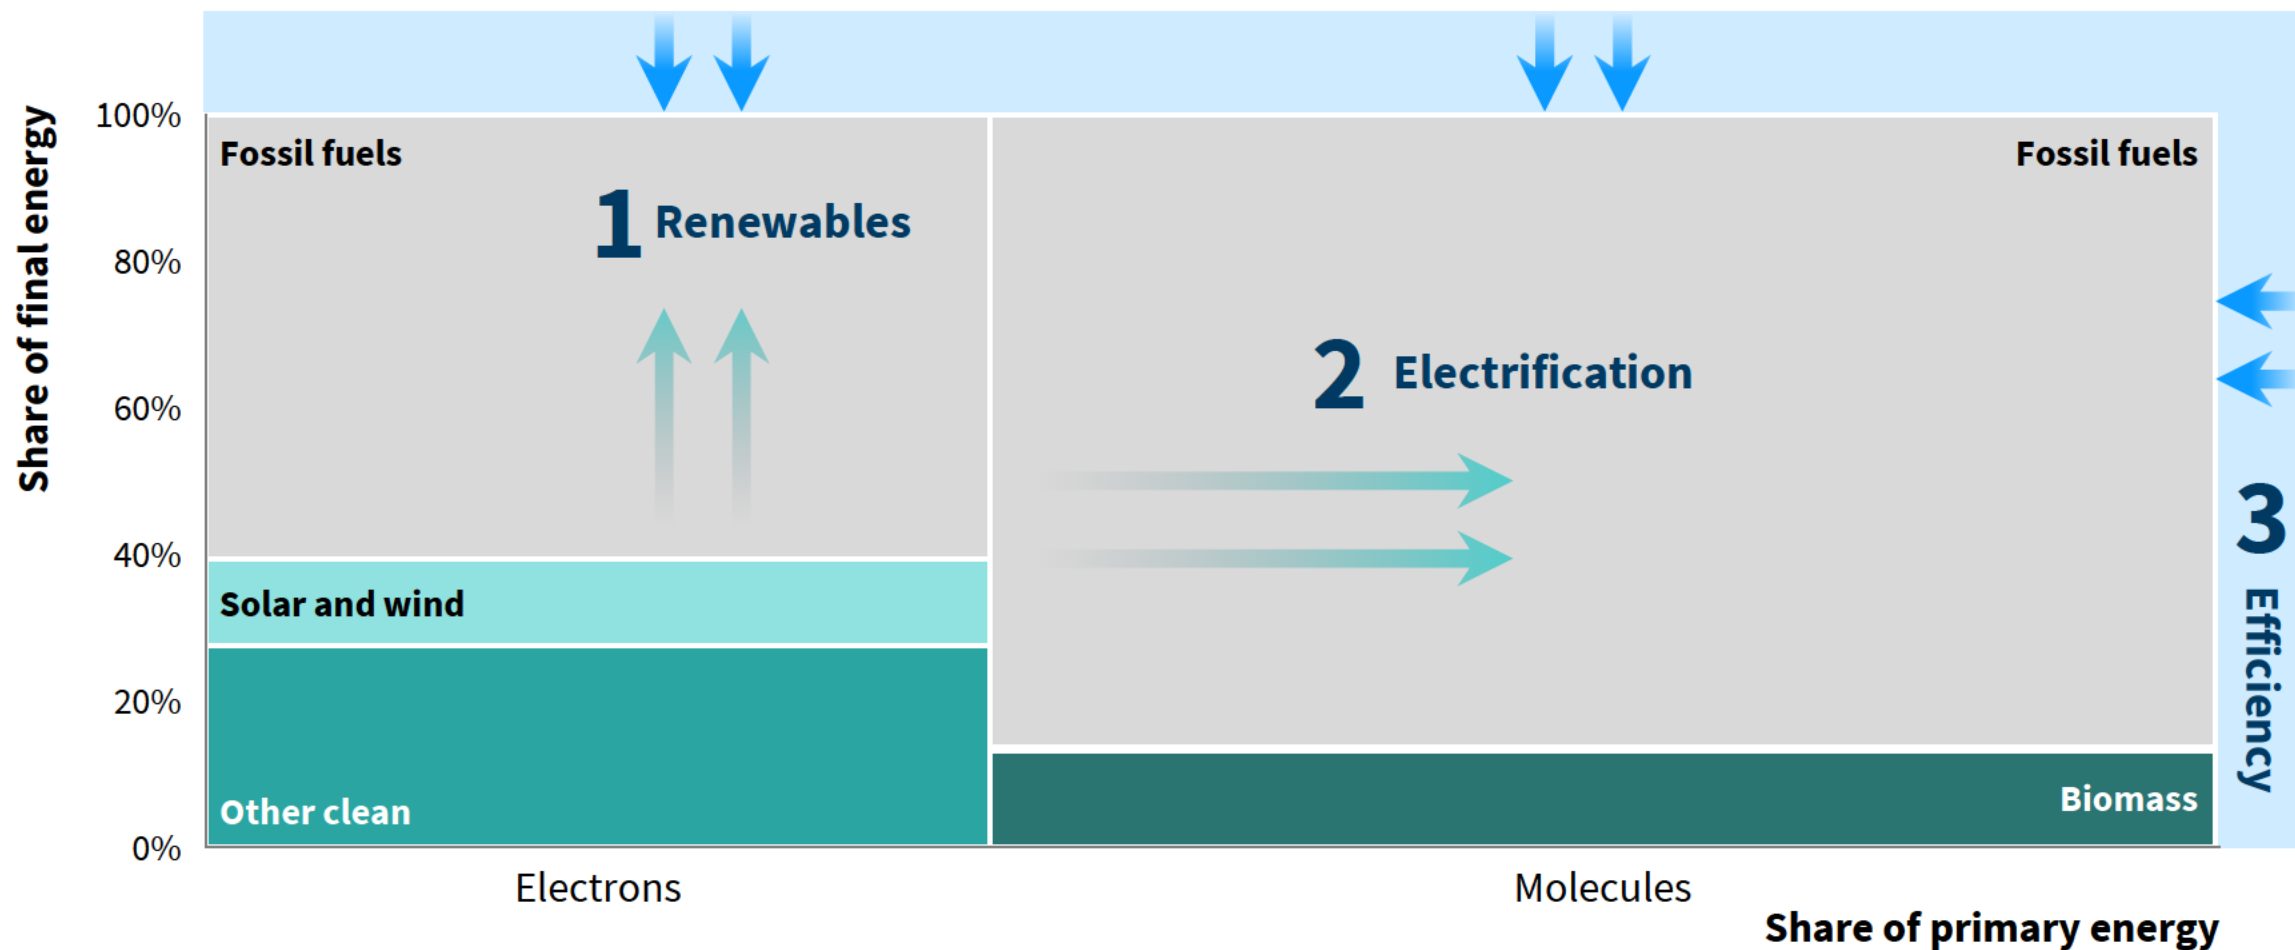 Share of final energy
100%
80%
60%
40%
20%
0%
Fossil fuels
1 Renewables
Solar and wind
Other clean
Fossil fuels
2 Electrification
Biomass
3 Efficiency
Electrons
Molecules
Share of primary energy